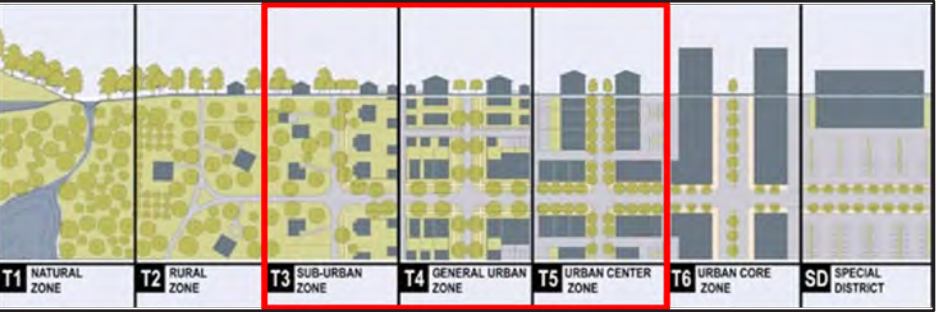 T1 NATURAL
ZONE
T2 RURAL
ZONE
T3 SUB-URBAN
ZONE
T4 GENERAL URBAN
ZONE
T5 URBAN CENTER
ZONE
T6 URBAN CORE
ZONE
SD SPECIAL
DISTRICT